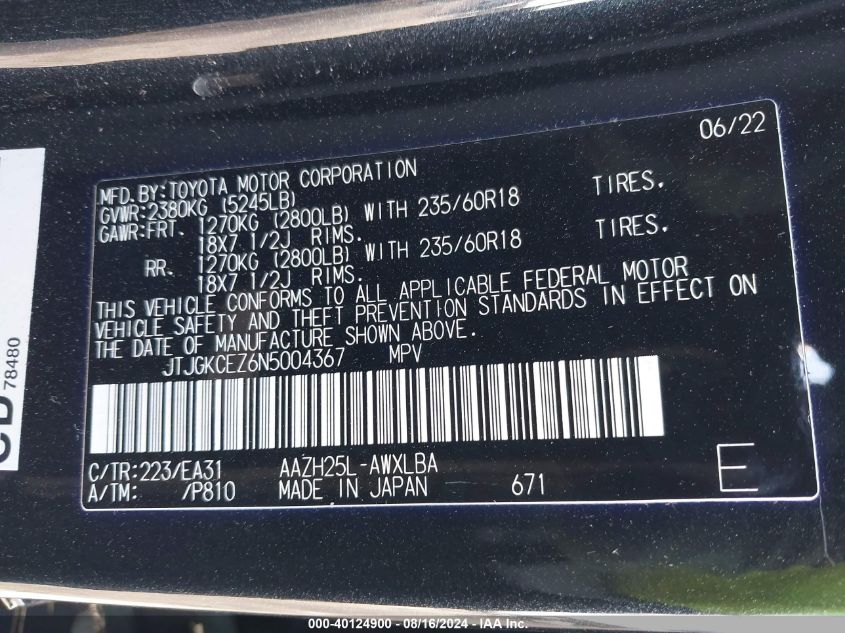 06/22
MFD.BY:TOYOTA MOTOR CORPORATION
GVWR:2380KG (5245LB)
GAWR:FRT. 1270KG (2800LB) WITH 235/60R18 TIRES.
18X7 1/2J RIMS.
RR. 1270KG (2800LB) WITH 235/60R18 TIRES.
18X7 1/2J RIMS.
THIS VEHICLE CONFORMS TO ALL APPLICABLE FEDERAL MOTOR
VEHICLE SAFETY AND THEFT PREVENTION STANDARDS IN EFFECT ON
THE DATE OF MANUFACTURE SHOWN ABOVE.
JTJGKCEZ6N5004367 MPV
C/TR:223/EA31 AAZH25L-AWXLBA
A/TM: /P810 MADE IN JAPAN 671
E
78480
000-40124900 - 08/16/2024 - IAA Inc.